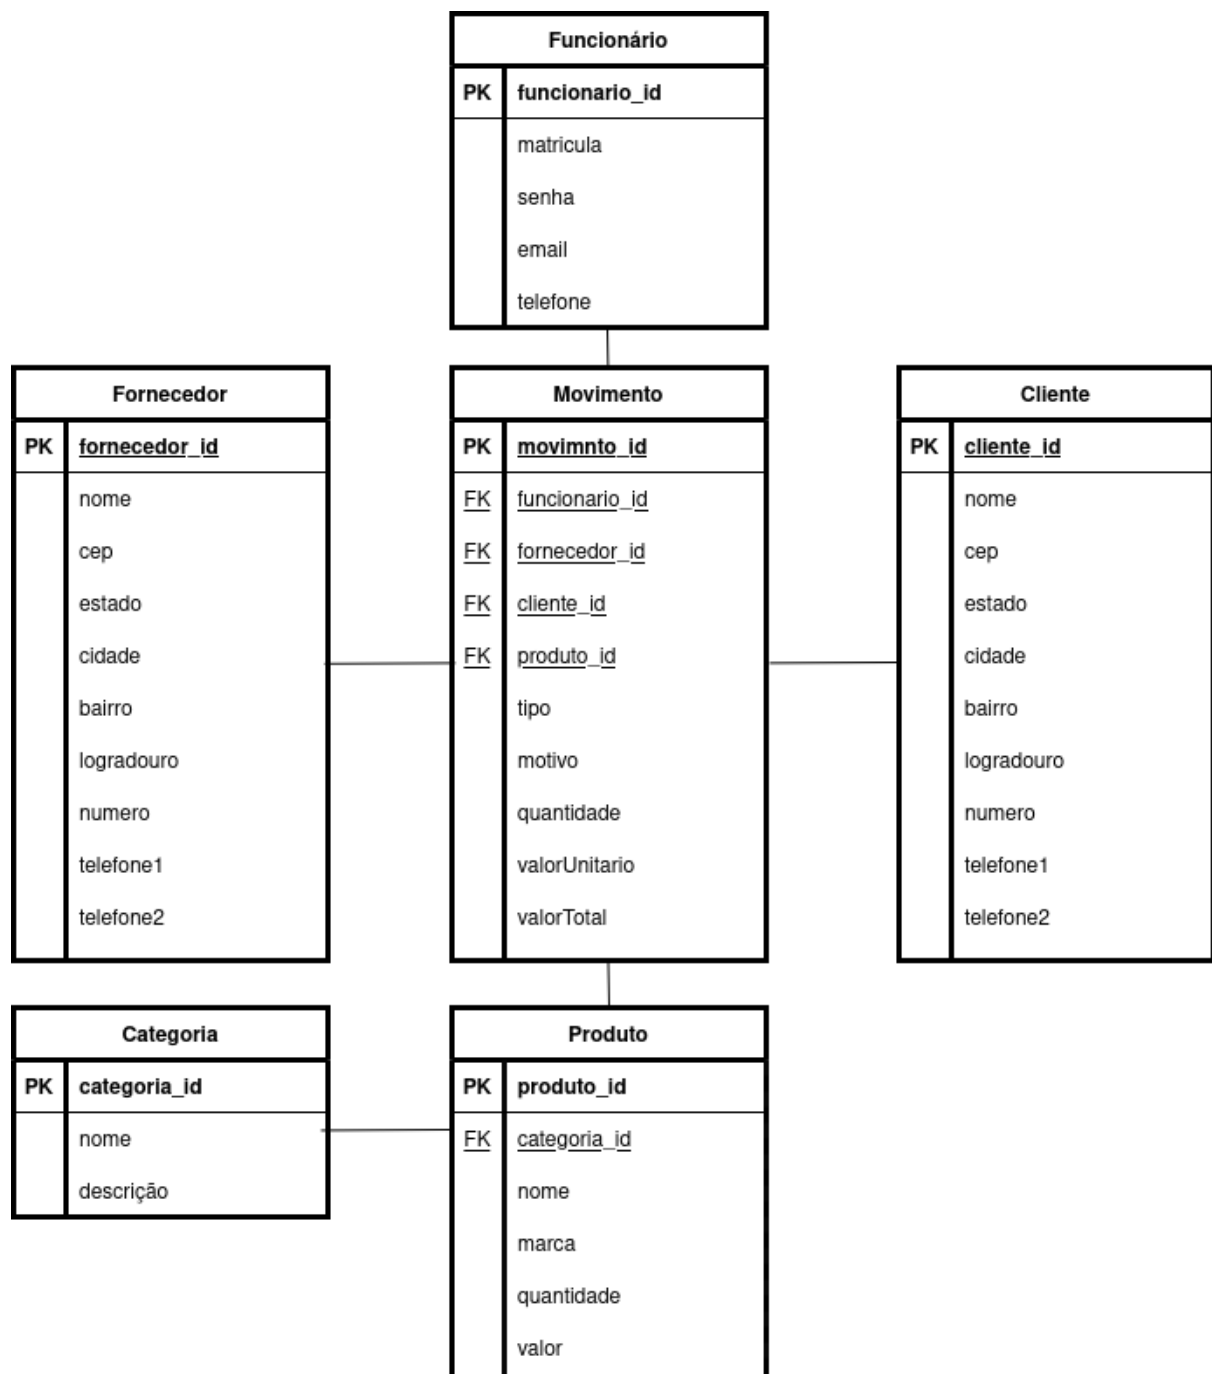 Funcionário
PK funcionario_id
matricula
senha
email
telefone
Fornecedor
PK fornecedor_id
nome
cep
estado
cidade
bairro
logradouro
numero
telefone1
telefone2
Movimento
PK movimnto_id
FK funcionario_id
FK fornecedor_id
FK cliente_id
FK produto_id
tipo
motivo
quantidade
valorUnitario
valorTotal
Cliente
PK cliente_id
nome
cep
estado
cidade
bairro
logradouro
numero
telefone1
telefone2
Categoria
PK categoria_id
nome
descrição
Produto
PK produto_id
FK categoria_id
nome
marca
quantidade
valor